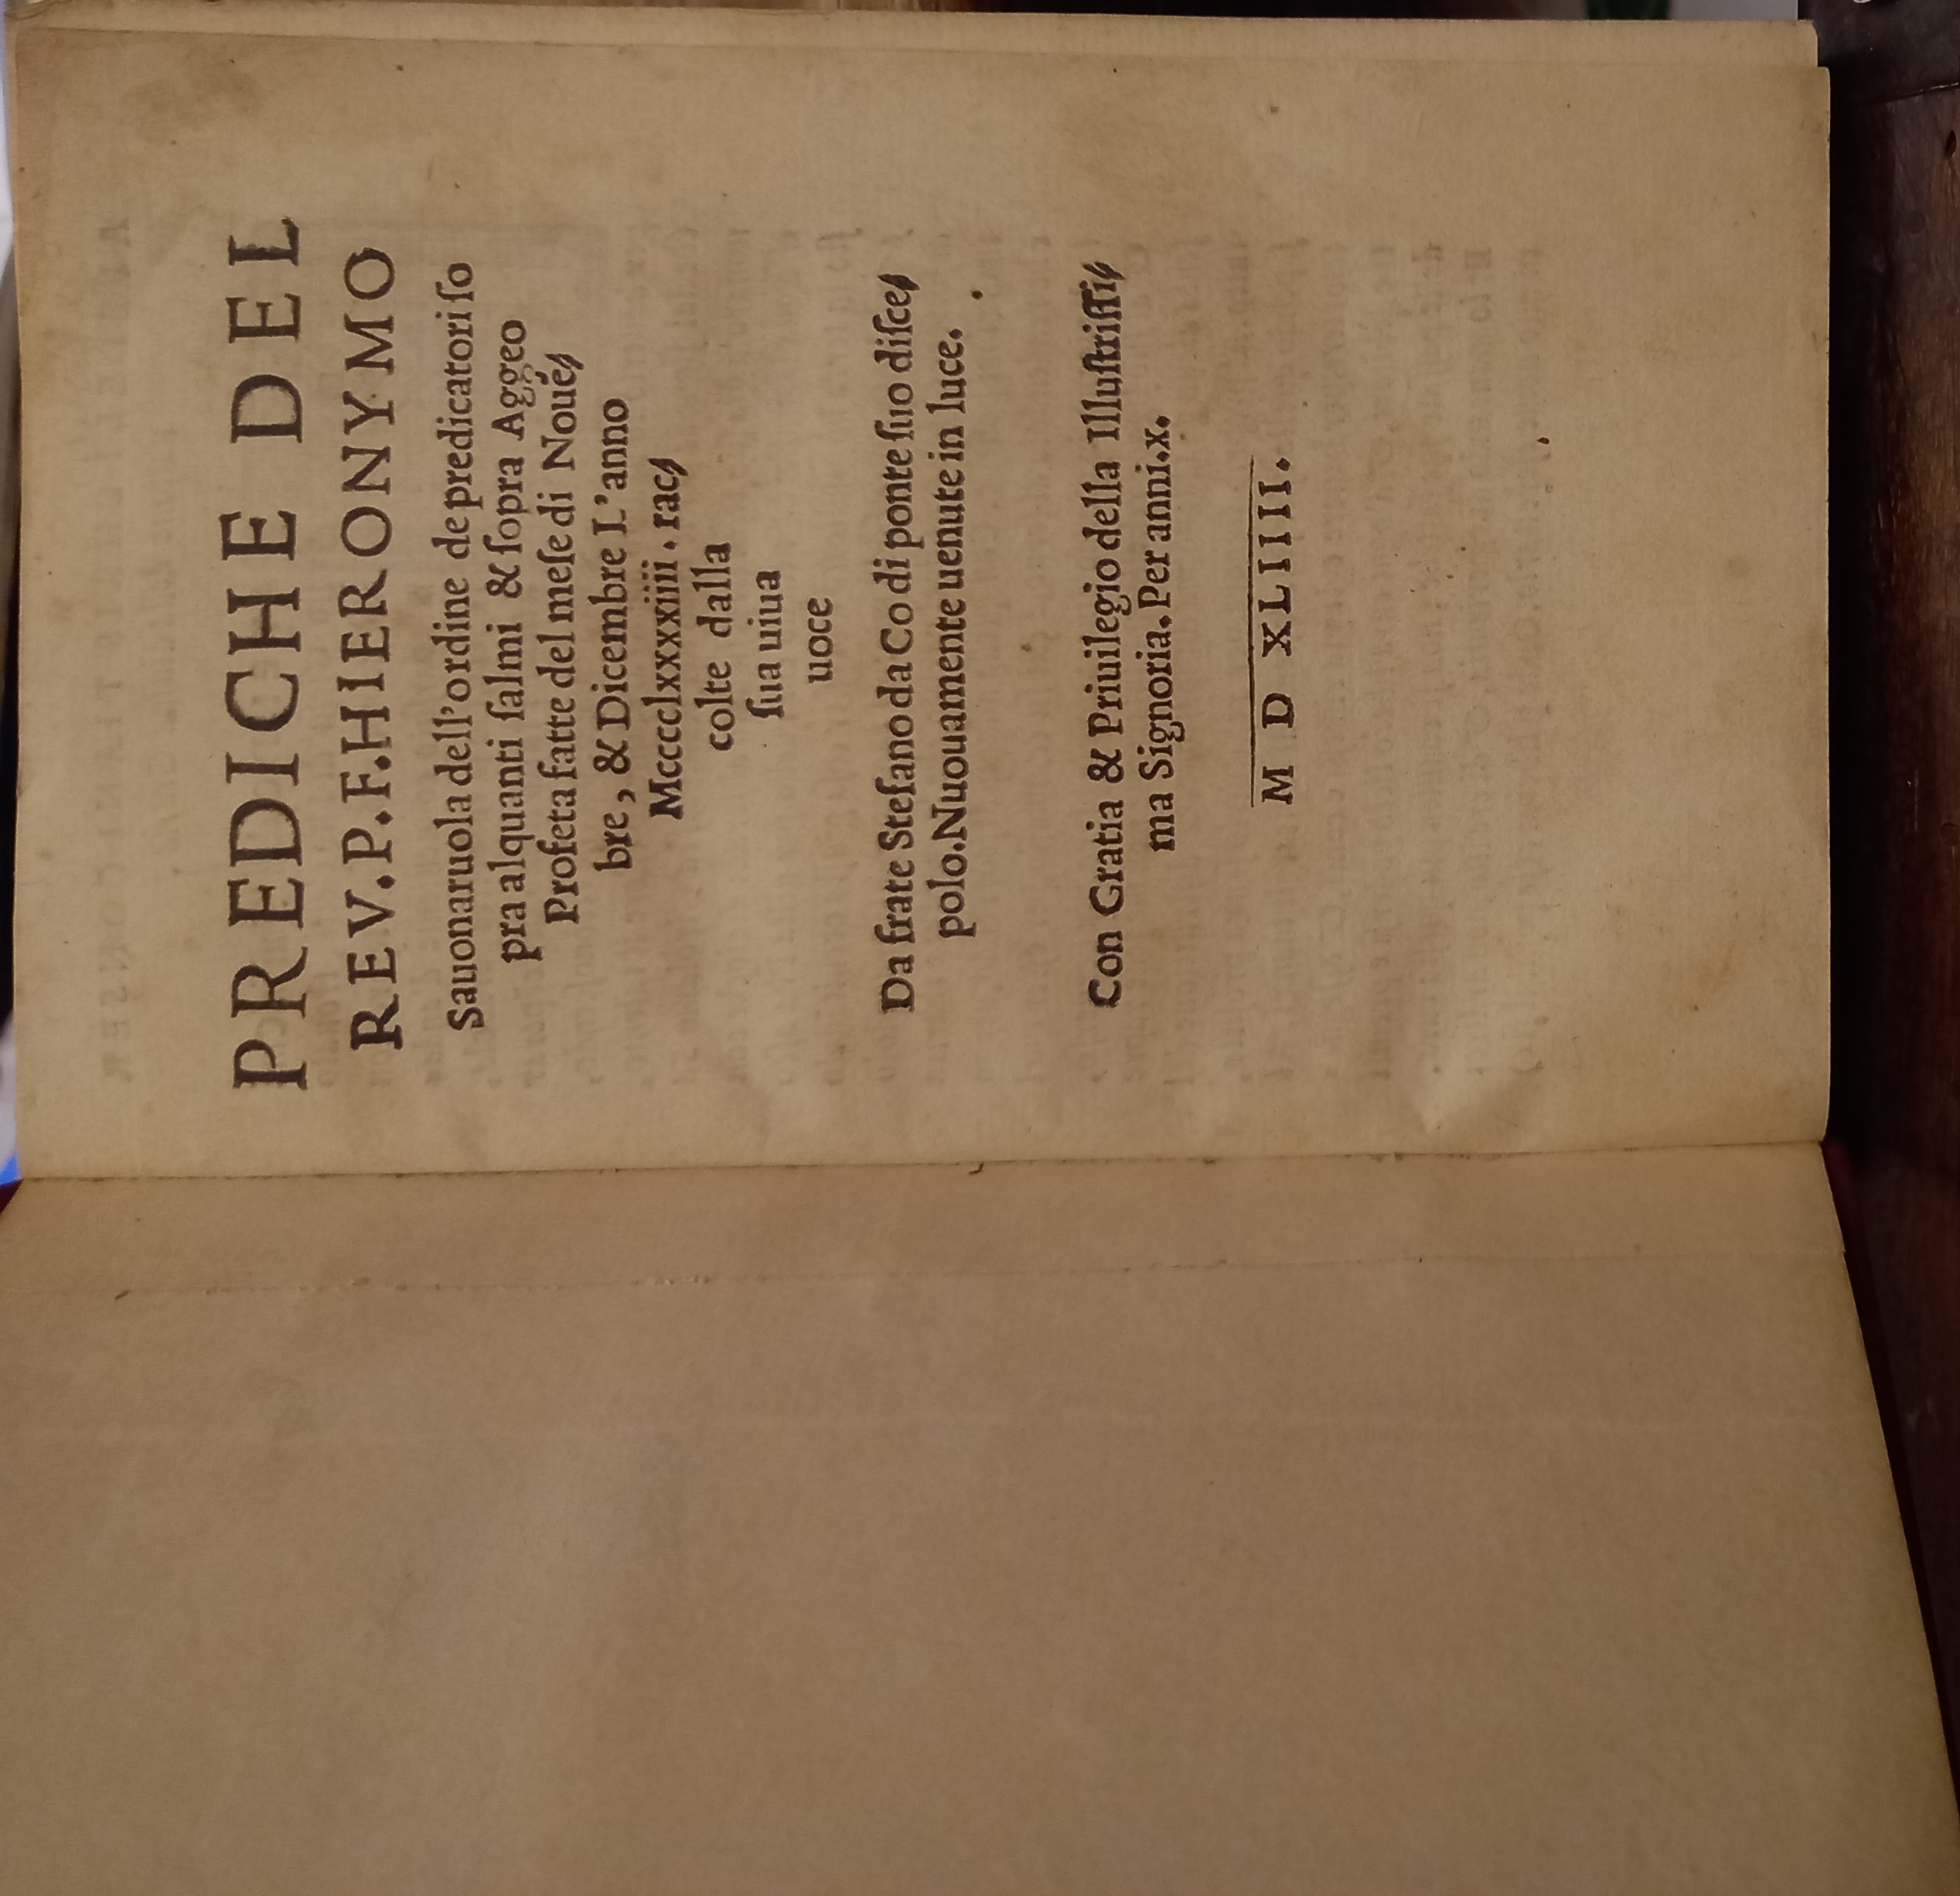 PREDICHE DEL
REV.P.F.HIERONYMO
Sauonaruola dell'ordine de predicatori ſo
pra alquanti ſalmi & ſopra Aggeo
Profeta fatte del meſe di Noué⸗
bre, & Dicembre L'anno
Mcccclxxxxiiii. rac⸗
colte dalla
ſua uiua
uoce
Da frate Stefano da Co di ponte ſuo diſce⸗
polo. Nuouamente uenute in luce.
Con Gratia & Priuilegio della Illuſtriſſi⸗
ma Signoria. Per anni.x.
M D XLIIII.